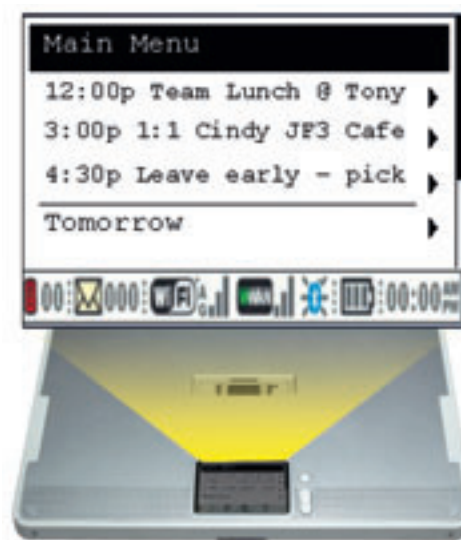 Main Menu
12:00p Team Lunch @ Tony
3:00p 1:1 Cindy JF3 Cafe
4:30p Leave early - pick
Tomorrow
00 000 WiFi 00:00